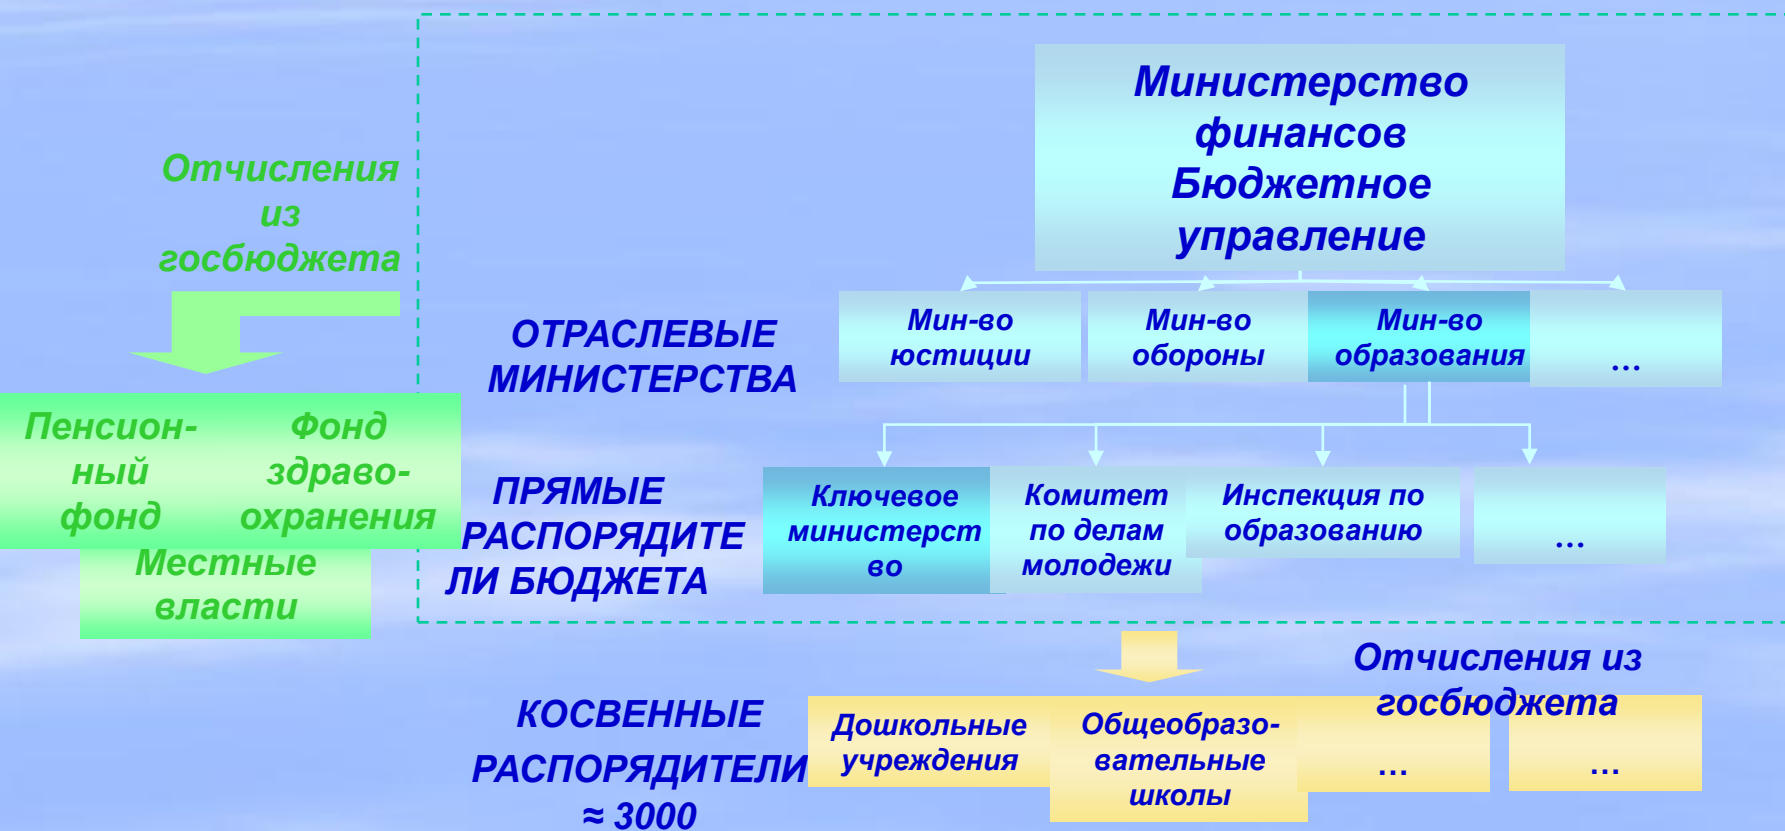 Министерство
финансов
Бюджетное
управление
Отчисления
из
госбюджета
ОТРАСЛЕВЫЕ
МИНИСТЕРСТВА
Мин-во
юстиции
Мин-во
обороны
Мин-во
образования
...
Пенсион-
ный
фонд
Фонд
здраво-
охранения
Местные
власти
ПРЯМЫЕ
РАСПОРЯДИТЕ
ЛИ БЮДЖЕТА
Ключевое
министерст
во
Комитет
по делам
молодежи
Инспекция по
образованию
...
Отчисления из
госбюджета
КОСВЕННЫЕ
РАСПОРЯДИТЕЛИ
≈ 3000
Дошкольные
учреждения
Общеобразо-
вательные
школы
...
...